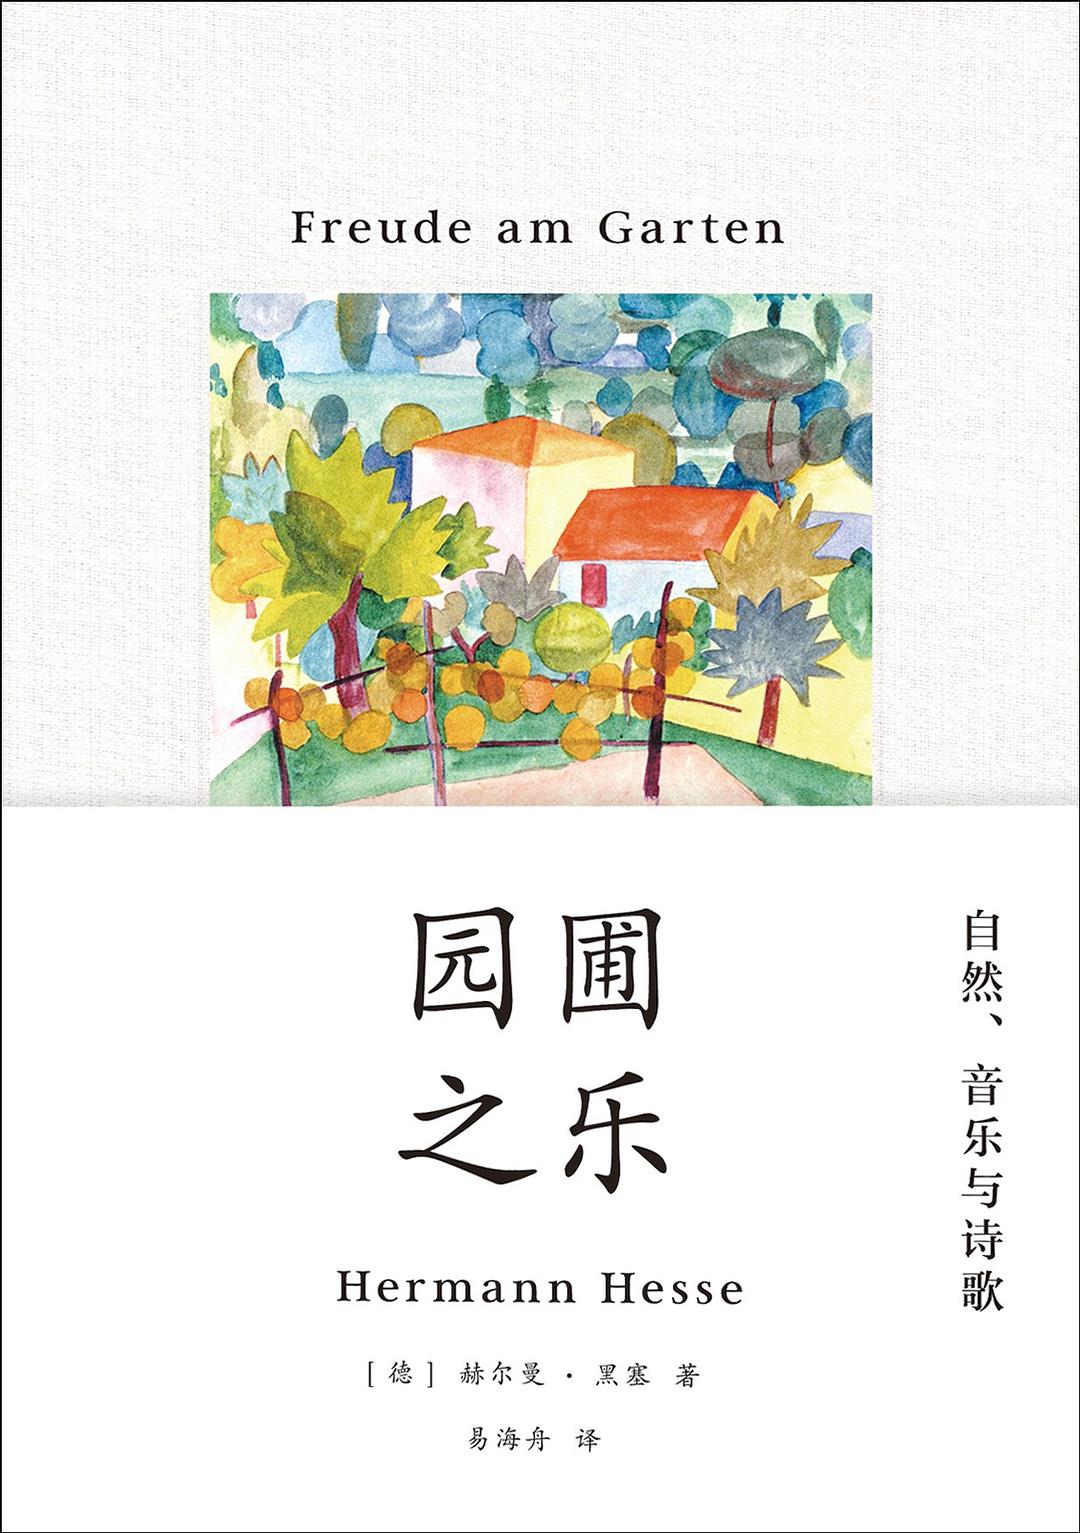 Freude am Garten
园圃
之乐
Hermann Hesse
[德] 赫尔曼·黑塞 著
易海舟 译
自然、音乐与诗歌